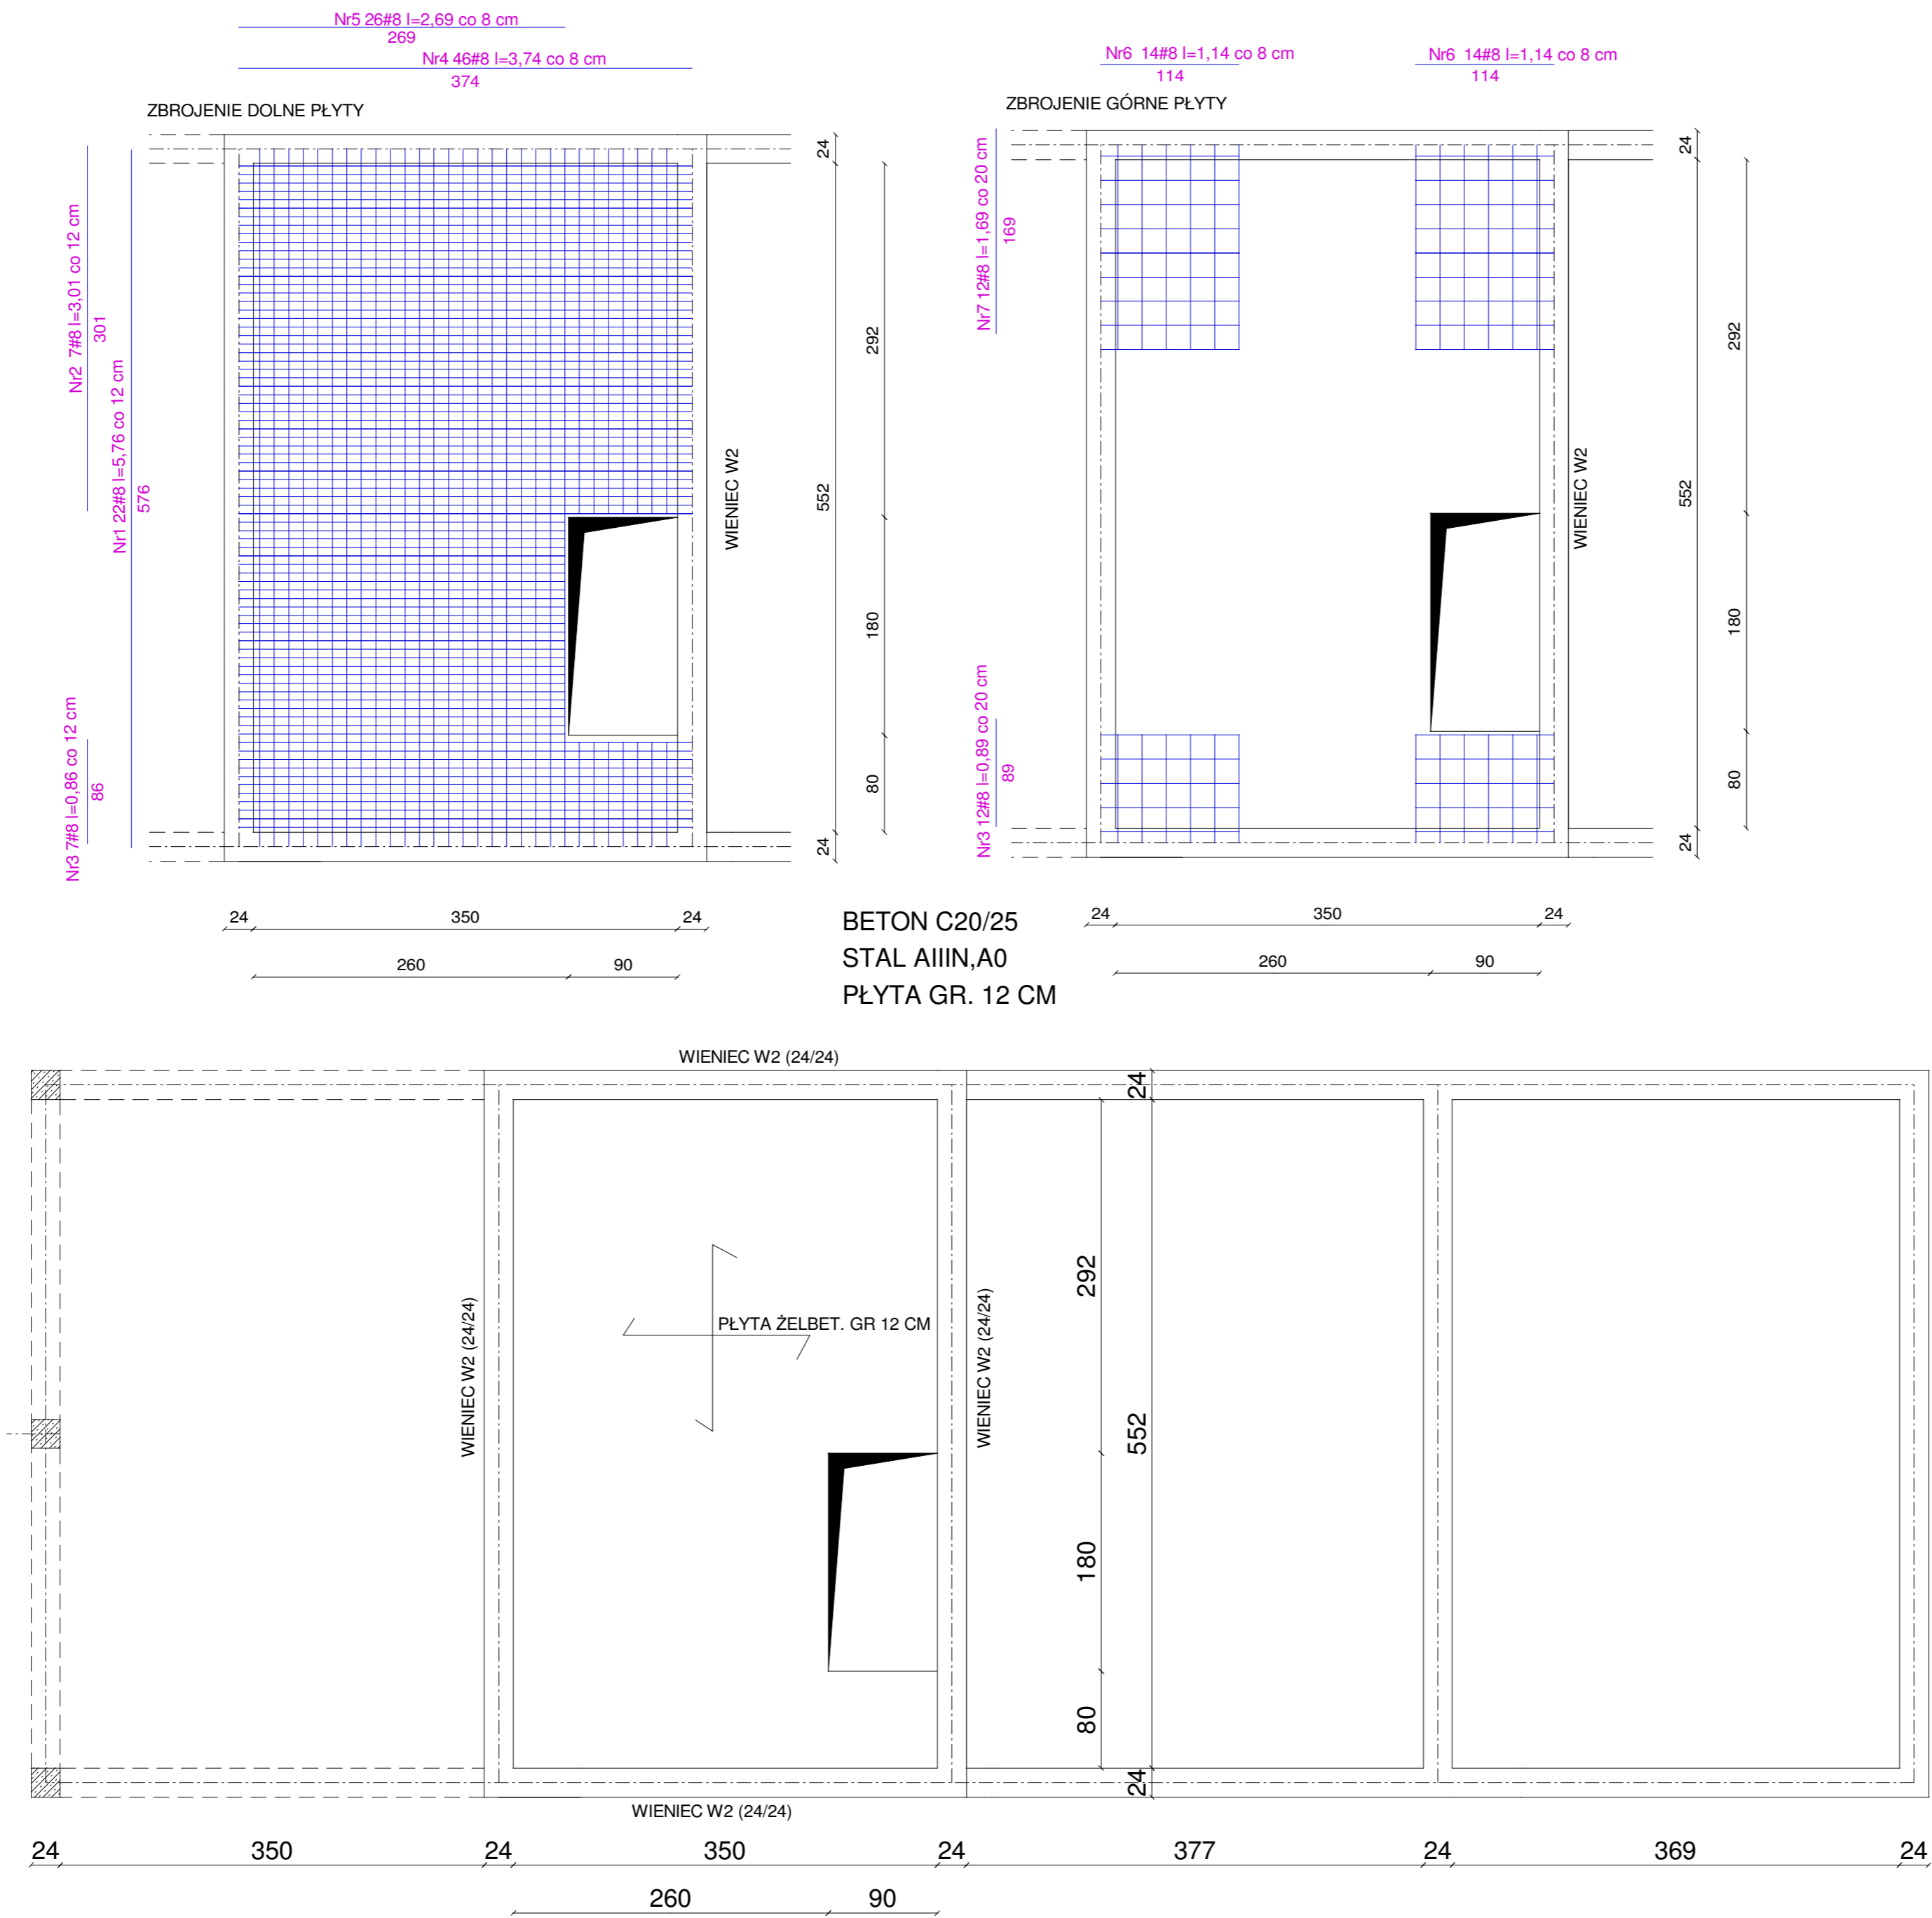 Nr5 26#8 l=2,69 co 8 cm
269
Nr4 46#8 l=3,74 co 8 cm
374
ZBROJENIE DOLNE PŁYTY
Nr2 7#8 l=3,01 co 12 cm
301
Nr1 22#8 l=5,76 co 12 cm
576
Nr3 7#8 l=0,86 co 12 cm
86
WIENIEC W2
24
552
24
292
180
80
24
350
24
260
90
Nr6 14#8 l=1,14 co 8 cm
114
Nr6 14#8 l=1,14 co 8 cm
114
ZBROJENIE GÓRNE PŁYTY
Nr7 12#8 l=1,69 co 20 cm
169
Nr3 12#8 l=0,89 co 20 cm
89
WIENIEC W2
24
552
24
292
180
80
24
350
24
260
90
BETON C20/25
STAL AIIIN,A0
PŁYTA GR. 12 CM
WIENIEC W2 (24/24)
WIENIEC W2 (24/24)
PŁYTA ŻELBET. GR 12 CM
WIENIEC W2 (24/24)
24
292
552
180
80
24
WIENIEC W2 (24/24)
24
350
24
350
24
377
24
369
24
260
90